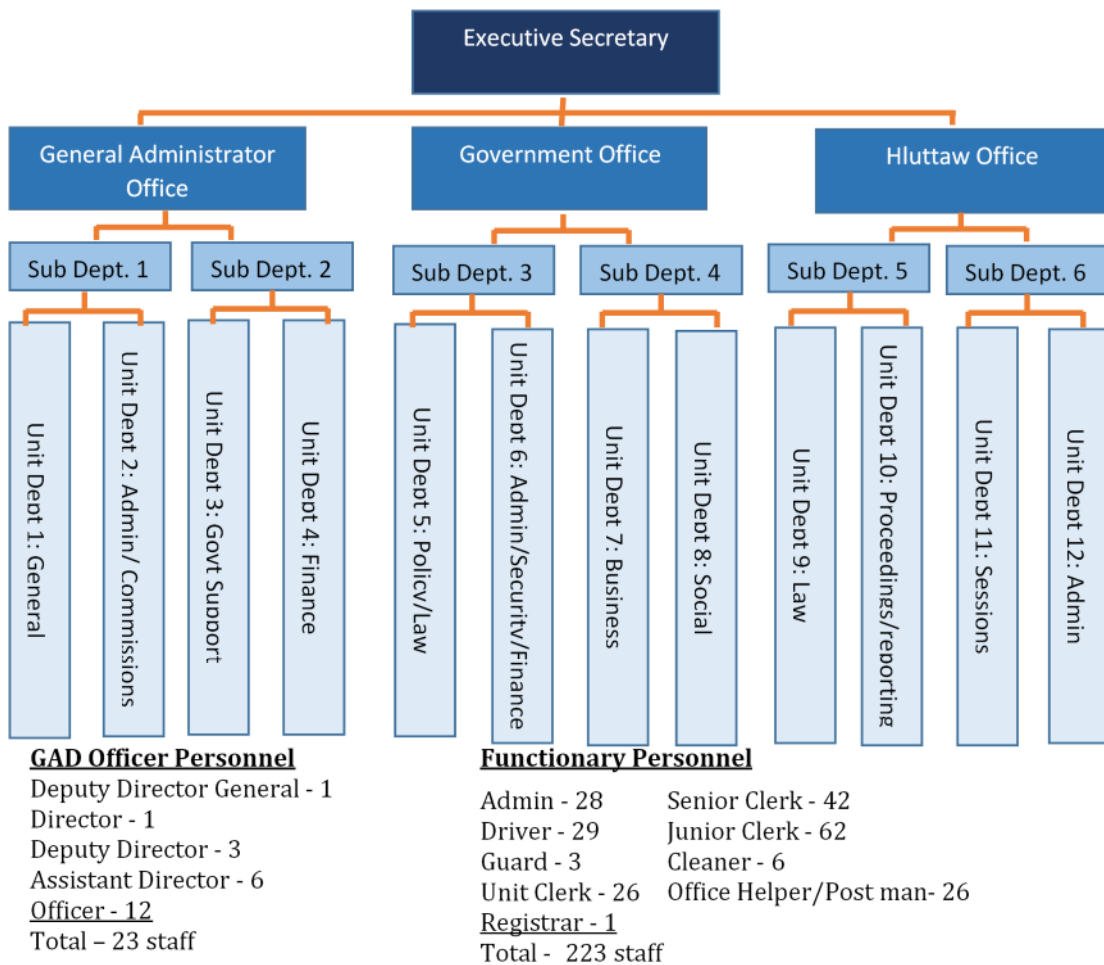 Executive Secretary
General Administrator
Office
Government Office
Hluttaw Office
Sub Dept. 1
Sub Dept. 2
Sub Dept. 3
Sub Dept. 4
Sub Dept. 5
Sub Dept. 6
Unit Dept 1: General
Unit Dept 2: Admin/ Commissions
Unit Dept 3: Govt Support
Unit Dept 4: Finance
Unit Dept 5: Policy/Law
Unit Dept 6: Admin/Security/Finance
Unit Dept 7: Business
Unit Dept 8: Social
Unit Dept 9: Law
Unit Dept 10: Proceedings/reporting
Unit Dept 11: Sessions
Unit Dept 12: Admin
GAD Officer Personnel
Deputy Director General - 1
Director - 1
Deputy Director - 3
Assistant Director - 6
Officer - 12
Total – 23 staff
Functionary Personnel
Admin - 28
Driver - 29
Guard - 3
Unit Clerk - 26
Registrar - 1
Total -  223 staff
Senior Clerk - 42
Junior Clerk - 62
Cleaner - 6
Office Helper/Post man- 26